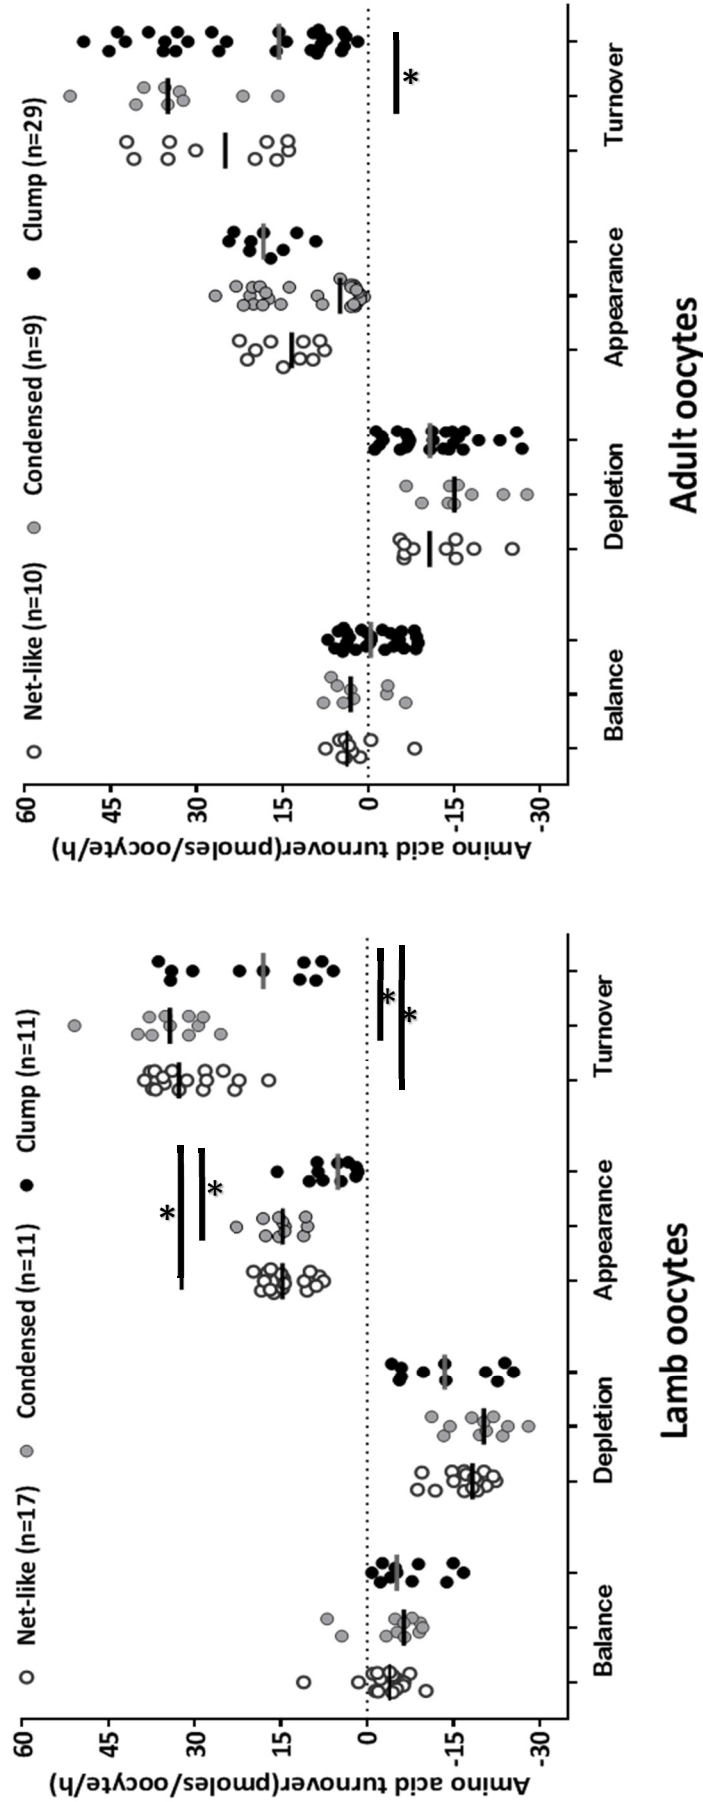 Net-like (n=17) Condensed (n=11) Clump (n=11)
Amino acid turnover(pmoles/oocyte/h)
60
45
30
15
0
-15
-30
*
*
*
*
Balance Depletion Appearance Turnover
Lamb oocytes
Net-like (n=10) Condensed (n=9) Clump (n=29)
Amino acid turnover(pmoles/oocyte/h)
60
45
30
15
0
-15
-30
*
Balance Depletion Appearance Turnover
Adult oocytes